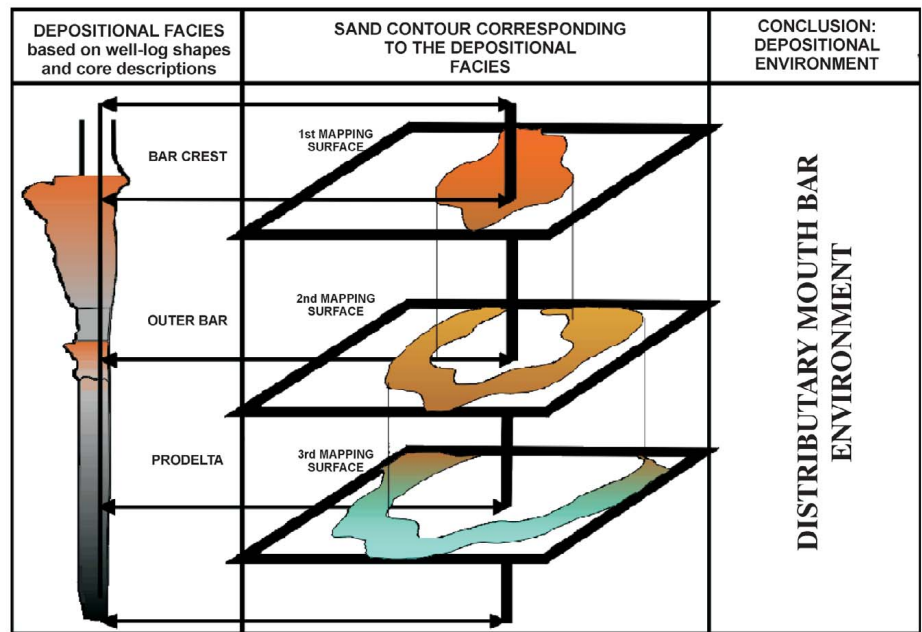 DEPOSITIONAL FACIES
based on well-log shapes
and core descriptions
SAND CONTOUR CORRESPONDING
TO THE DEPOSITIONAL
FACIES
CONCLUSION:
DEPOSITIONAL
ENVIRONMENT
BAR CREST
1st MAPPING
SURFACE
OUTER BAR
2nd MAPPING
SURFACE
PRODELTA
3rd MAPPING
SURFACE
DISTRIBUTARY MOUTH BAR
ENVIRONMENT